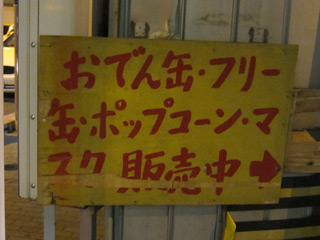 おでん缶・フリー
缶・ポップコーン・マ
スク販売中➡